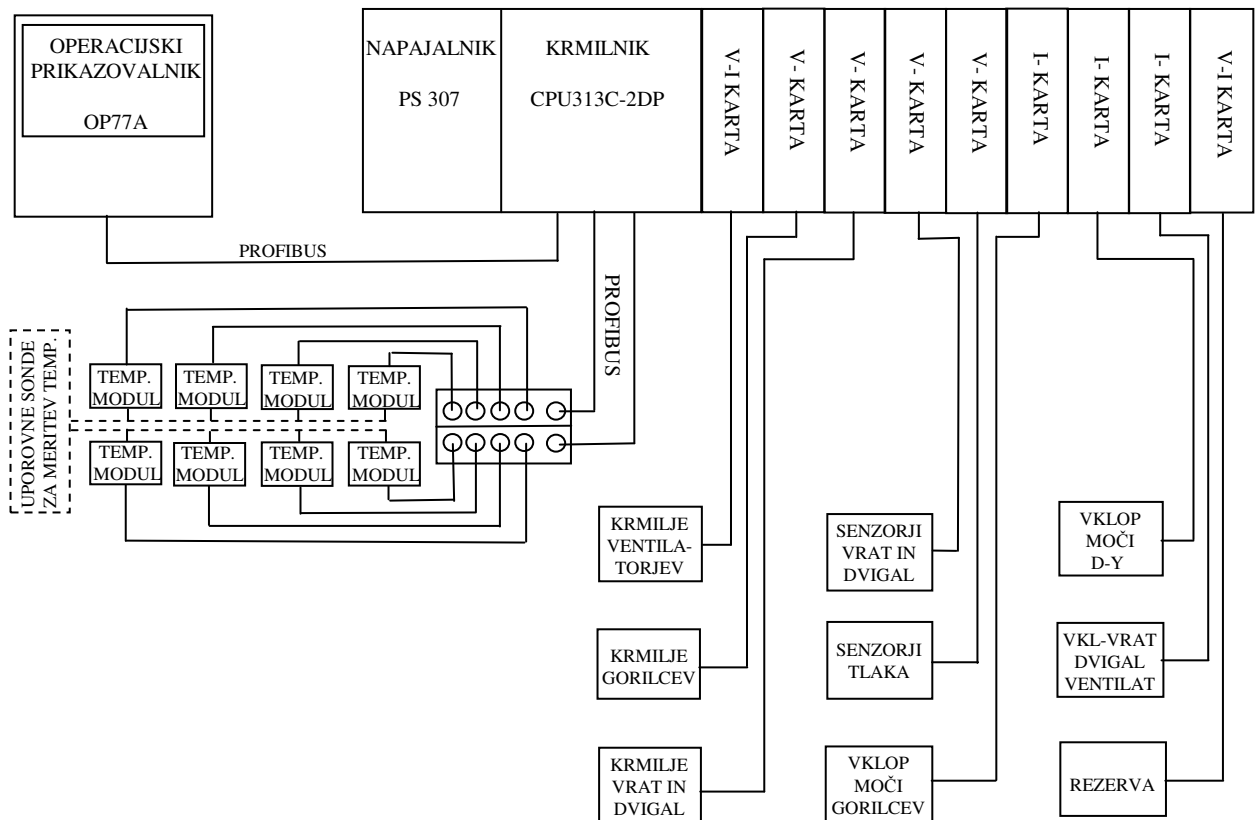 OPERACIJSKI
PRIKAZOVALNIK
OP77A
NAPAJALNIK
PS 307
KRMILNIK
CPU313C-2DP
V-I KARTA
V- KARTA
V- KARTA
V- KARTA
V- KARTA
I- KARTA
I- KARTA
I- KARTA
V-I KARTA
PROFIBUS
PROFIBUS
UPOROVNE SONDE
ZA MERITEV TEMP.
TEMP.
MODUL
TEMP.
MODUL
TEMP.
MODUL
TEMP.
MODUL
TEMP.
MODUL
TEMP.
MODUL
TEMP.
MODUL
TEMP.
MODUL
KRMILJE
VENTILA-
TORJEV
SENZORJI
VRAT IN
DVIGAL
VKLOP
MOČI
D-Y
KRMILJE
GORILCEV
SENZORJI
TLAKA
VKL-VRAT
DVIGAL
VENTILAT
KRMILJE
VRAT IN
DVIGAL
VKLOP
MOČI
GORILCEV
REZERVA